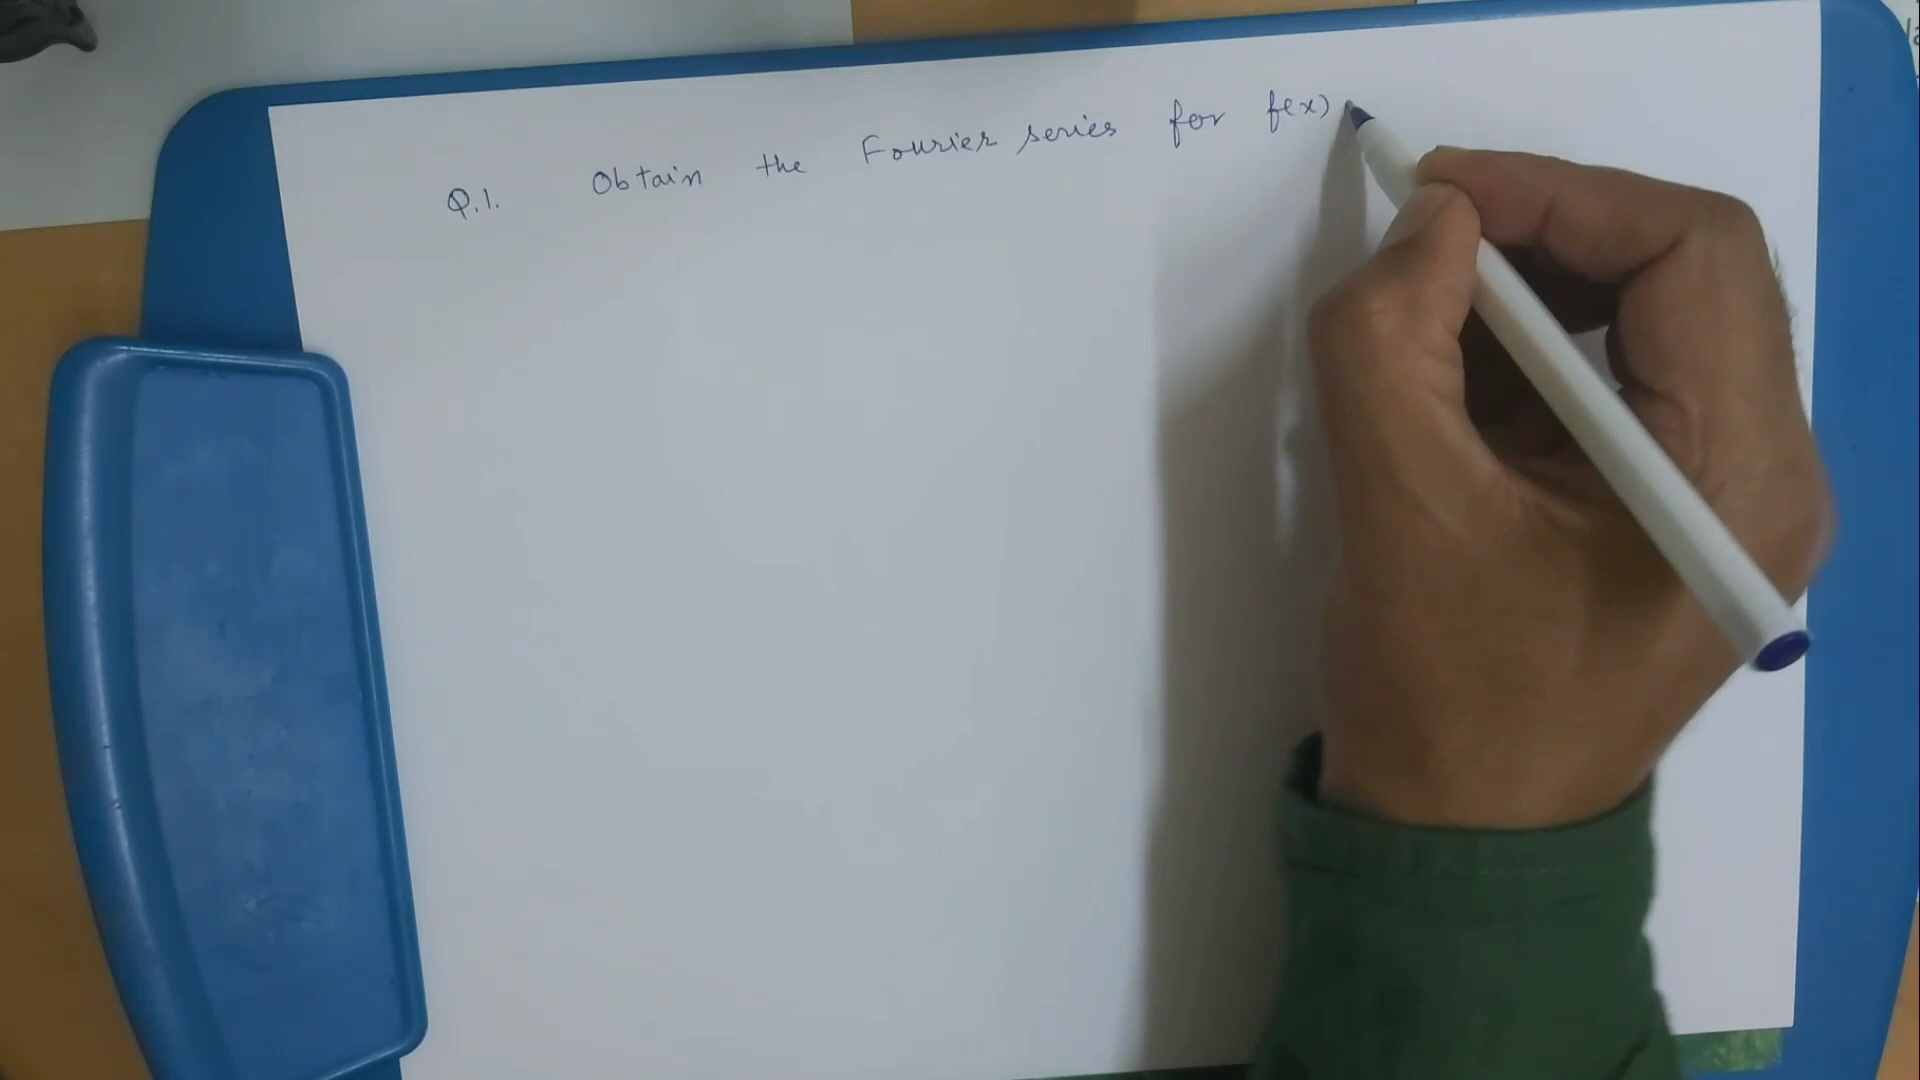 Q.1. Obtain the Fourier series for f(x)